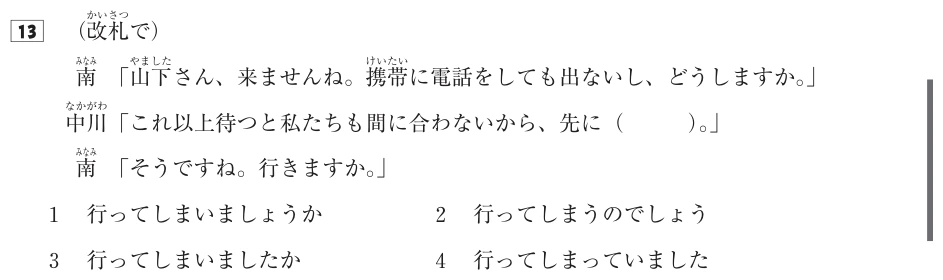 13 （改札で）
南「山下さん、来ませんね。携帯に電話をしても出ないし、どうしますか。」
中川「これ以上待つと私たちも間に合わないから、先に（　　　）。」
南「そうですね。行きますか。」
1 行ってしまいましょうか 2 行ってしまうのでしょう
3 行ってしまいましたか 4 行ってしまっていました